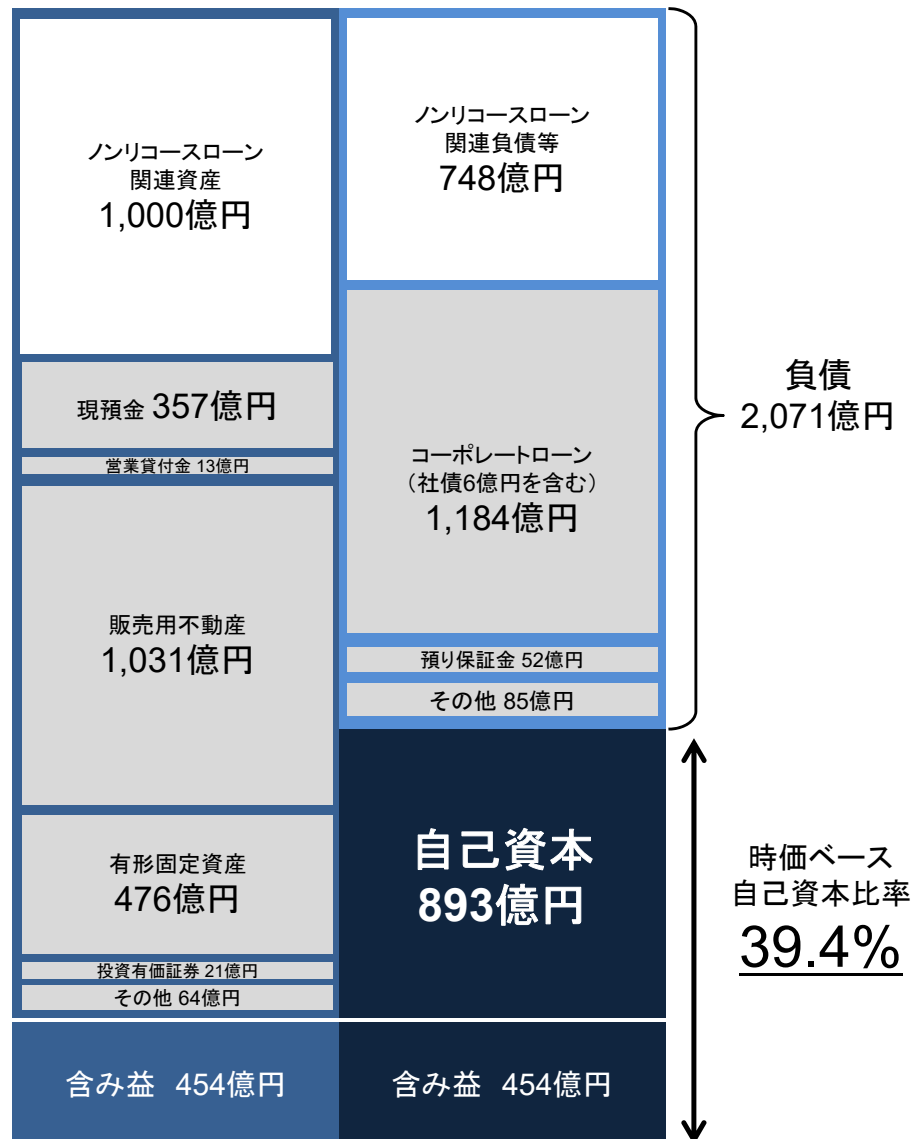 ノンリコースローン
関連資産
1,000億円
現預金 357億円
営業貸付金 13億円
販売用不動産
1,031億円
有形固定資産
476億円
投資有価証券 21億円
その他 64億円
含み益 454億円
ノンリコースローン
関連負債等
748億円
コーポレートローン
（社債6億円を含む）
1,184億円
預り保証金 52億円
その他 85億円
自己資本
893億円
含み益 454億円
負債
2,071億円
時価ベース
自己資本比率
39.4%